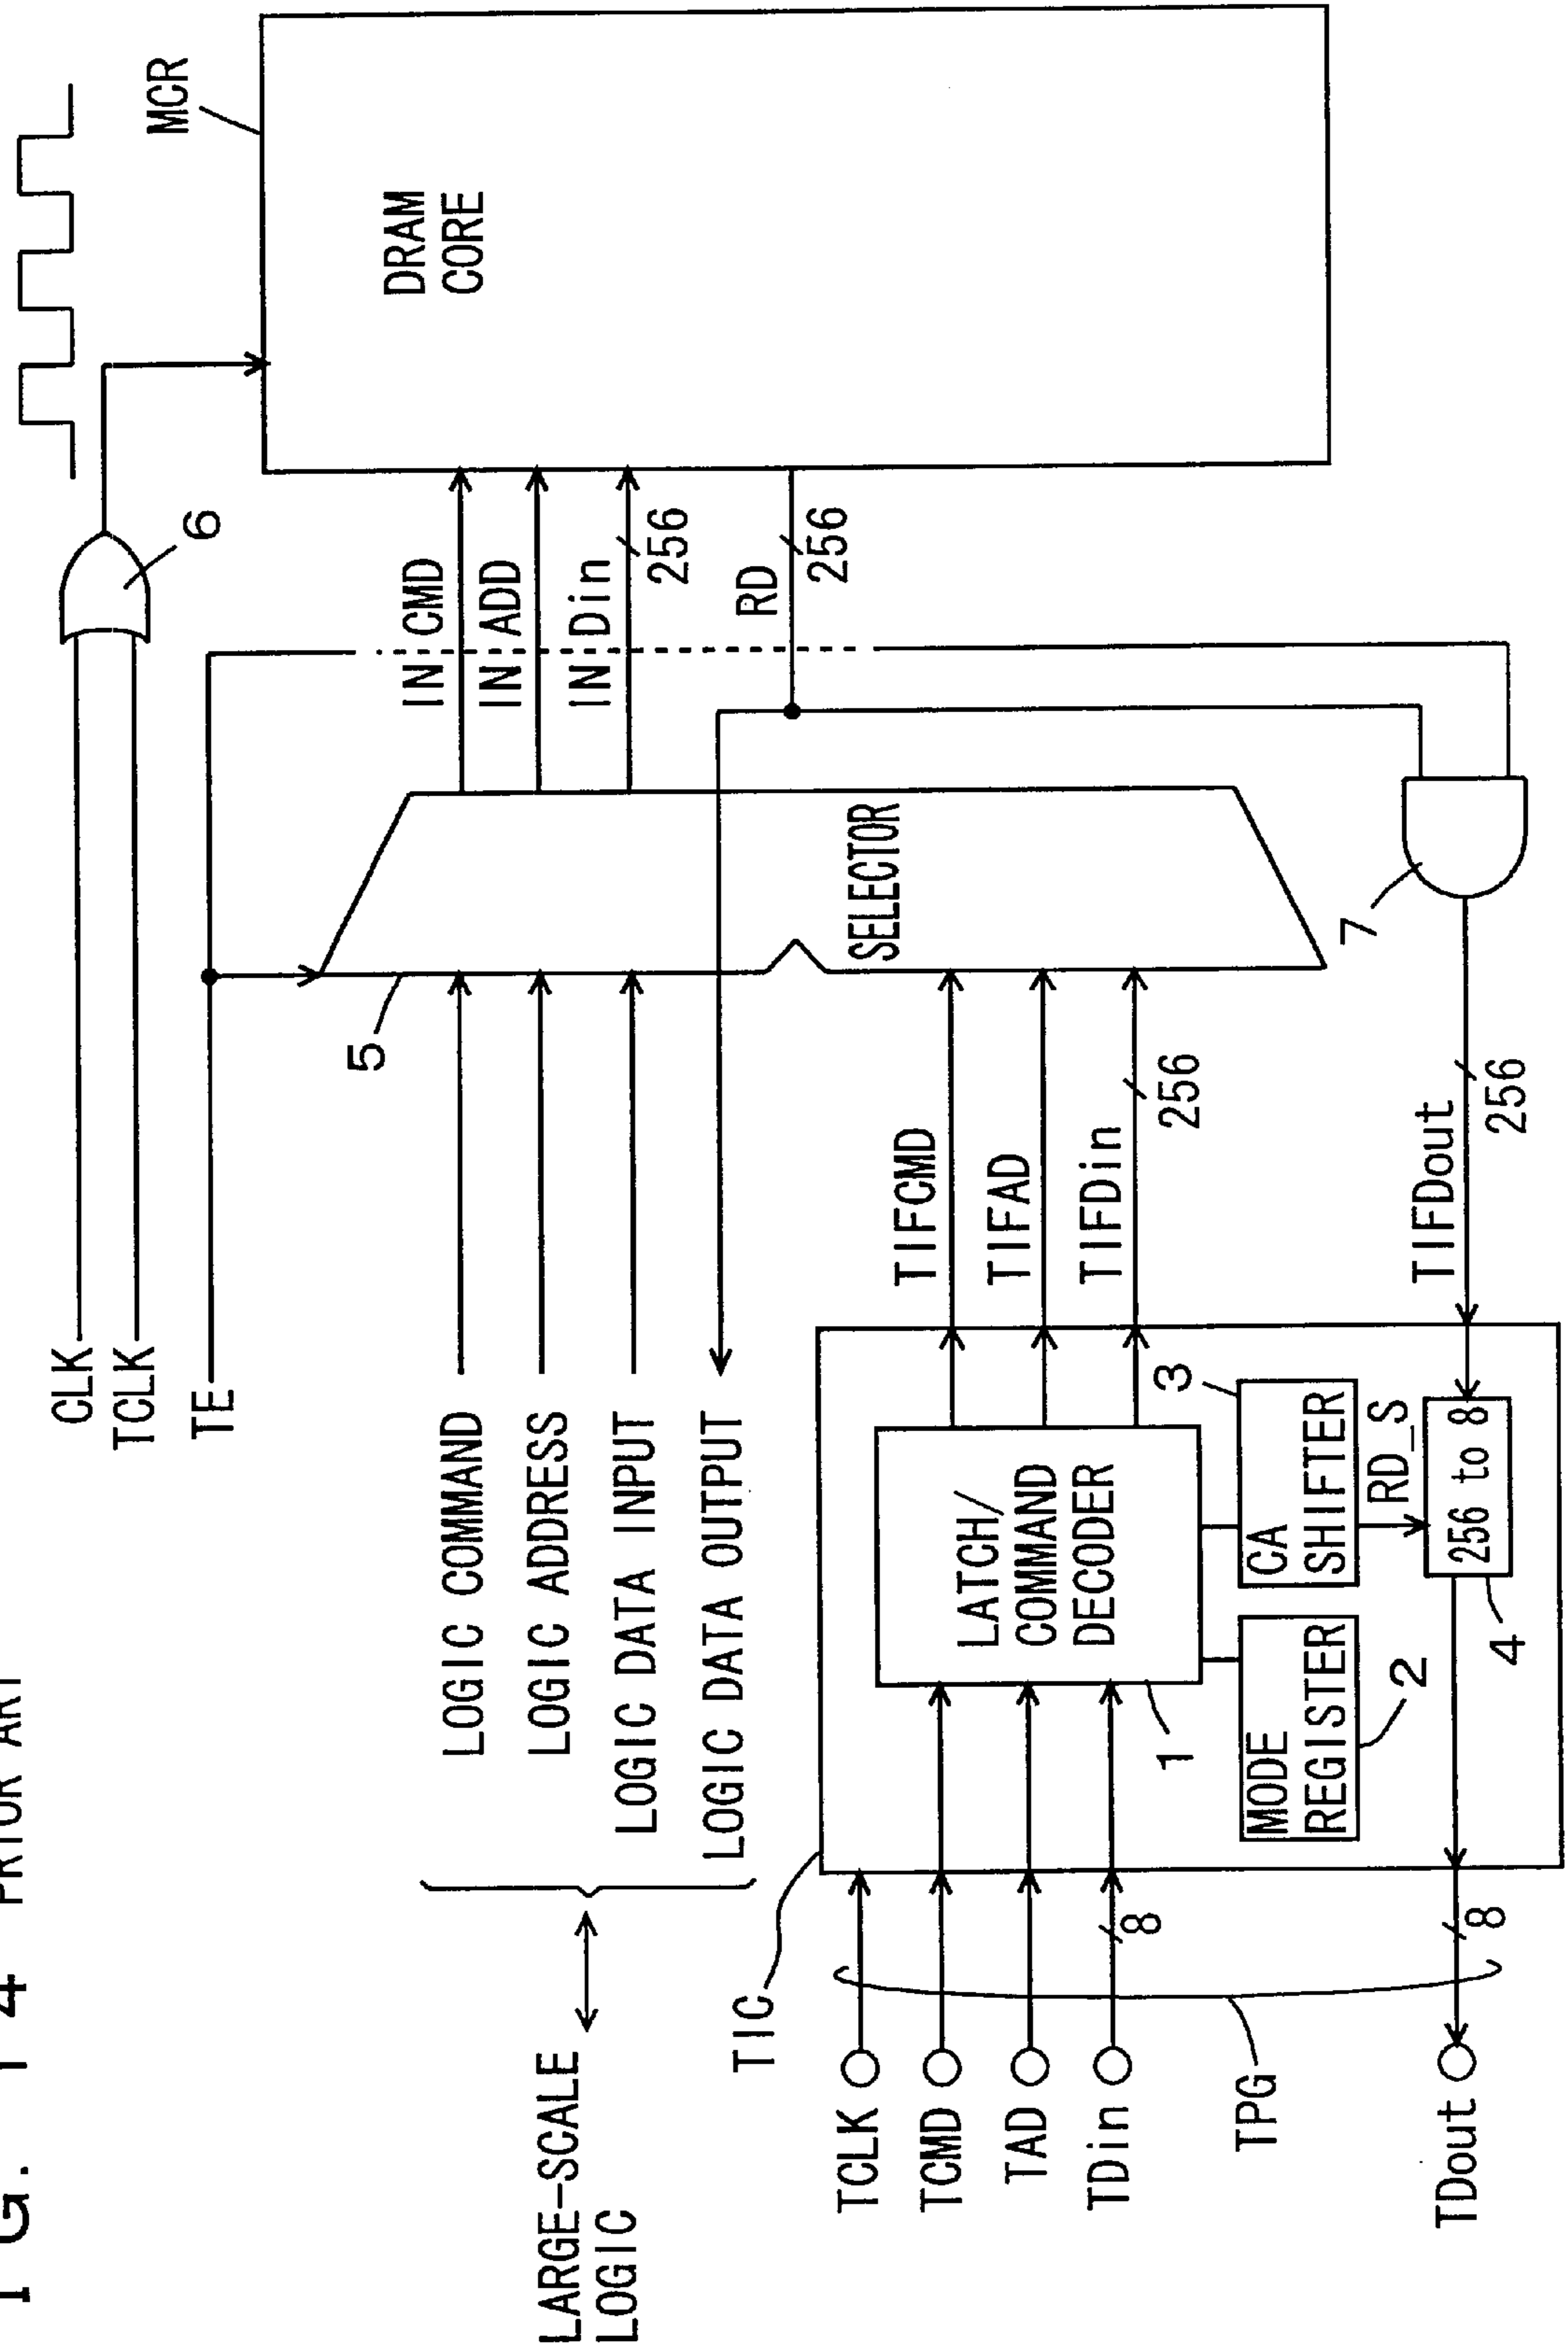 FIG. 14 PRIOR ART
CLK
TCLK
TE
6
MCR
DRAM
CORE
IN CMD
IN ADD
IN Din
256
RD
256
5
SELECTOR
7
LARGE-SCALE
LOGIC
LOGIC COMMAND
LOGIC ADDRESS
LOGIC DATA INPUT
LOGIC DATA OUTPUT
TIC
TCLK
TCMD
TAD
TDin
8
TPG
TDout
8
LATCH/
COMMAND
DECODER
1
MODE
REGISTER
2
CA
SHIFTER
3
RD_S
256 to 8
4
TIFCMD
TIFAD
TIFDin
256
TIFDout
256